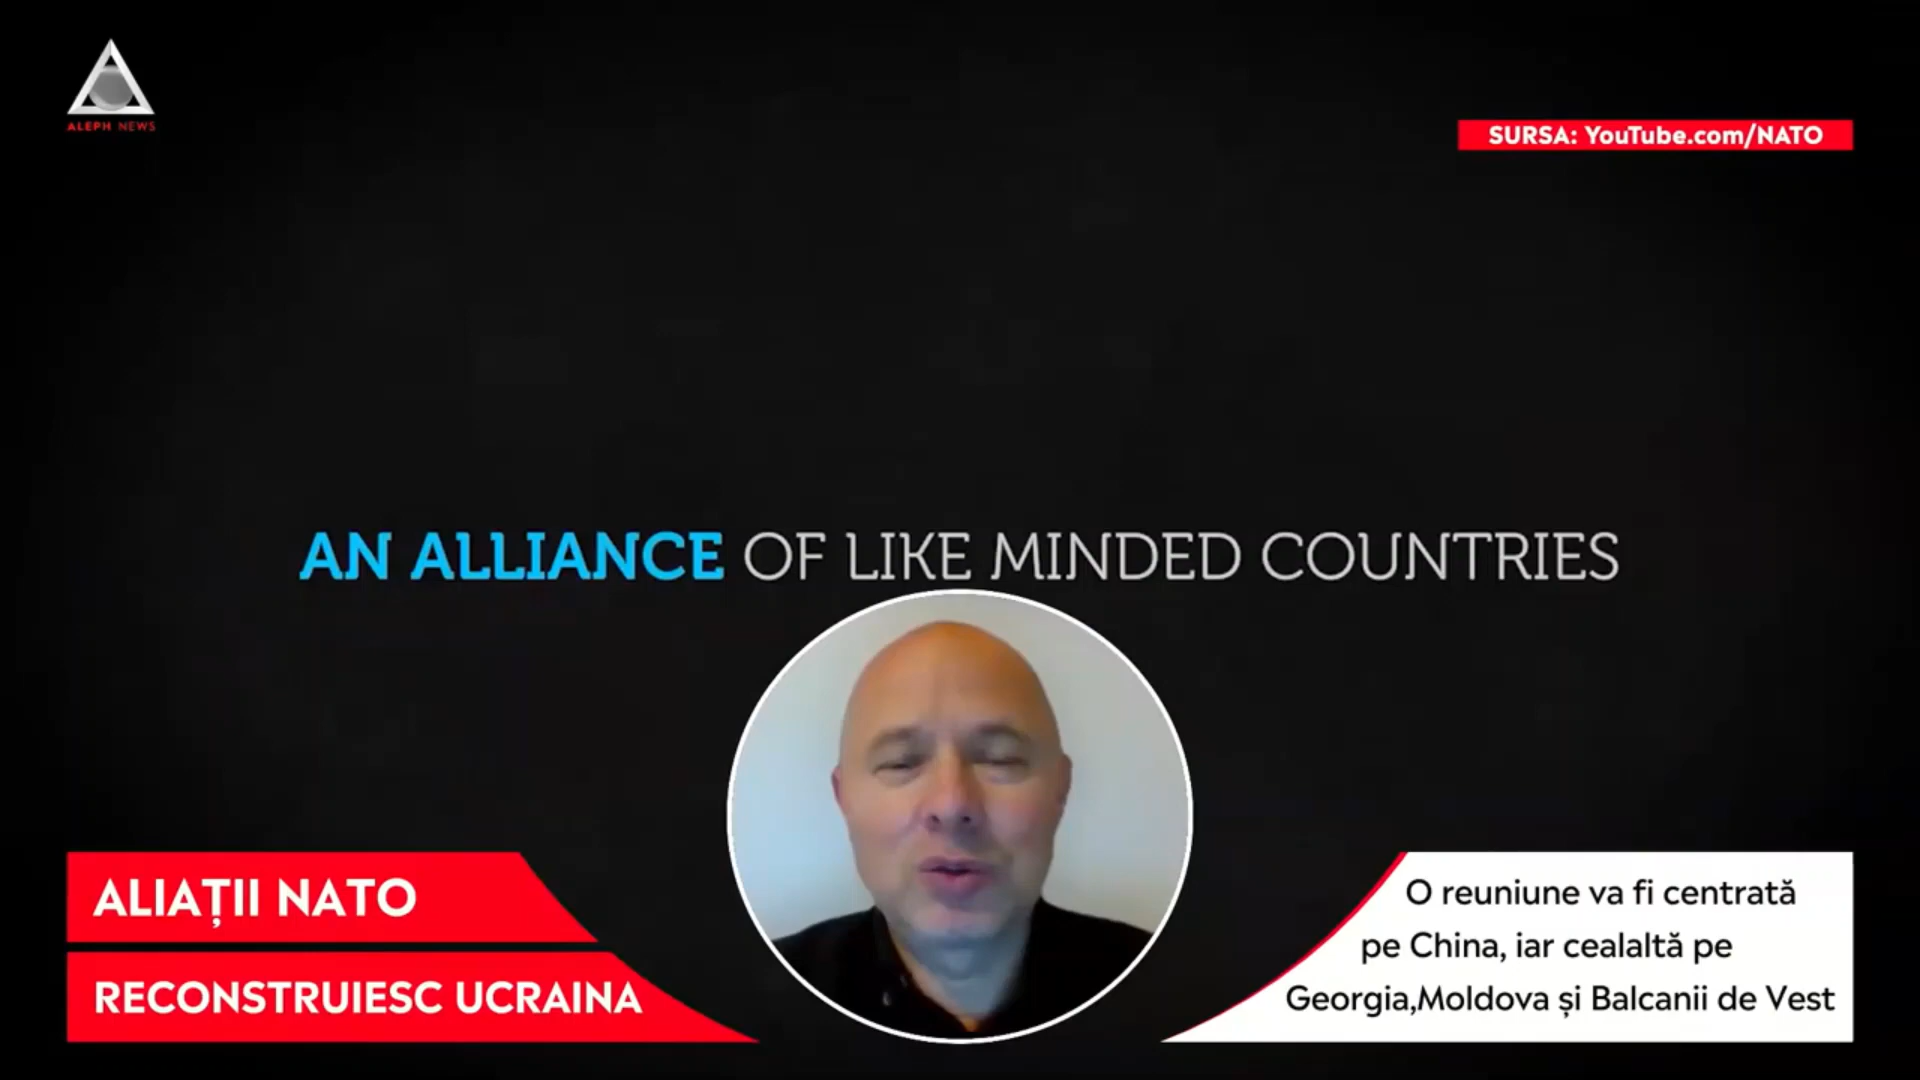 ALEPH NEWS
SURSA: YouTube.com/NATO
AN ALLIANCE OF LIKE MINDED COUNTRIES
ALIAȚII NATO
RECONSTRUIESC UCRAINA
O reuniune va fi centrată
pe China, iar cealaltă pe
Georgia,Moldova și Balcanii de Vest